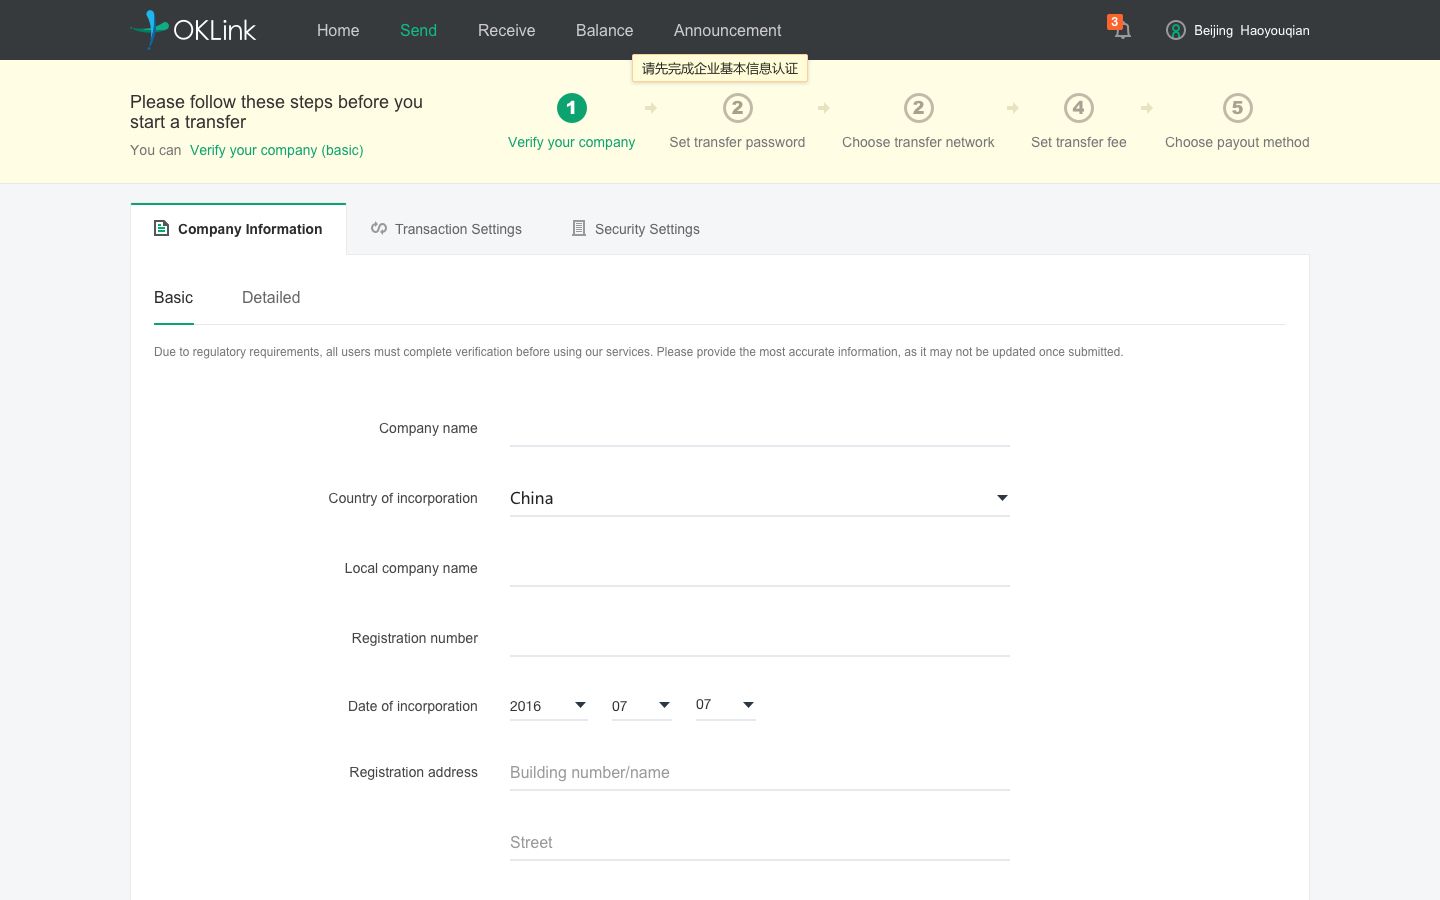 OKLink
Home
Send
Receive
Balance
Announcement
3
Beijing Haoyouqian
请先完成企业基本信息认证
Please follow these steps before you
start a transfer
You can Verify your company (basic)
1
Verify your company
2
Set transfer password
2
Choose transfer network
4
Set transfer fee
5
Choose payout method
Company Information
Transaction Settings
Security Settings
Basic
Detailed
Due to regulatory requirements, all users must complete verification before using our services. Please provide the most accurate information, as it may not be updated once submitted.
Company name
Country of incorporation
China
Local company name
Registration number
Date of incorporation
2016
07
07
Registration address
Building number/name
Street